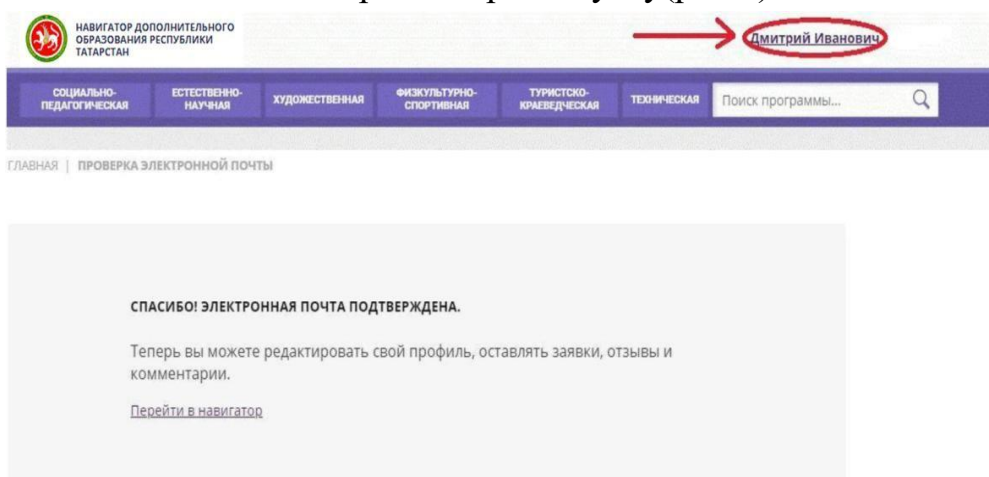 НАВИГАТОР ДОПОЛНИТЕЛЬНОГО
ОБРАЗОВАНИЯ РЕСПУБЛИКИ
ТАТАРСТАН
Дмитрий Иванович
СОЦИАЛЬНО-
ПЕДАГОГИЧЕСКАЯ
ЕСТЕСТВЕННО-
НАУЧНАЯ
ХУДОЖЕСТВЕННАЯ
ФИЗКУЛЬТУРНО-
СПОРТИВНАЯ
ТУРИСТСКО-
КРАЕВЕДЧЕСКАЯ
ТЕХНИЧЕСКАЯ
Поиск программы...
ГЛАВНАЯ | ПРОВЕРКА ЭЛЕКТРОННОЙ ПОЧТЫ
СПАСИБО! ЭЛЕКТРОННАЯ ПОЧТА ПОДТВЕРЖДЕНА.
Теперь вы можете редактировать свой профиль, оставлять заявки, отзывы и
комментарии.
Перейти в навигатор